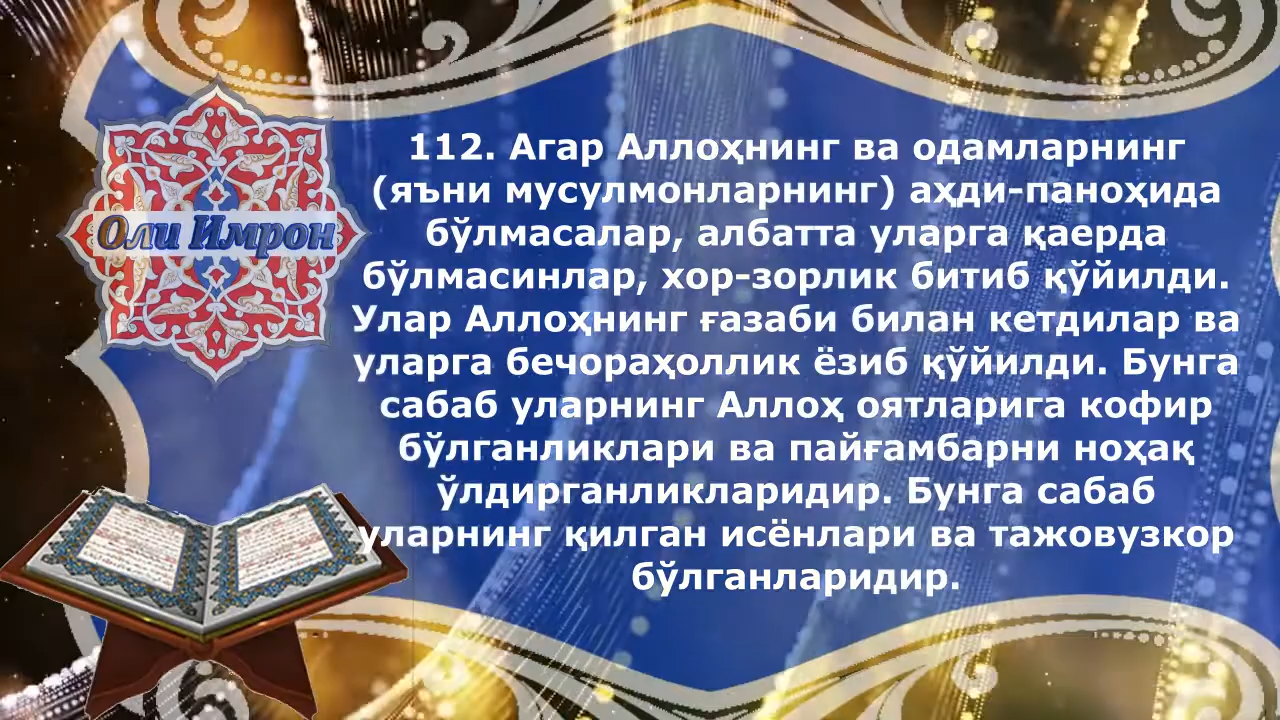 Оли Имрон
112. Агар Аллоҳнинг ва одамларнинг
(яъни мусулмонларнинг) аҳди-паноҳида
бўлмасалар, албатта уларга қаерда
бўлмасинлар, хор-зорлик битиб қўйилди.
Улар Аллоҳнинг ғазаби билан кетдилар ва
уларга бечораҳоллик ёзиб қўйилди. Бунга
сабаб уларнинг Аллоҳ оятларига кофир
бўлганликлари ва пайғамбарни ноҳақ
ўлдирганликларидир. Бунга сабаб
уларнинг қилган исёнлари ва тажовузкор
бўлганларидир.